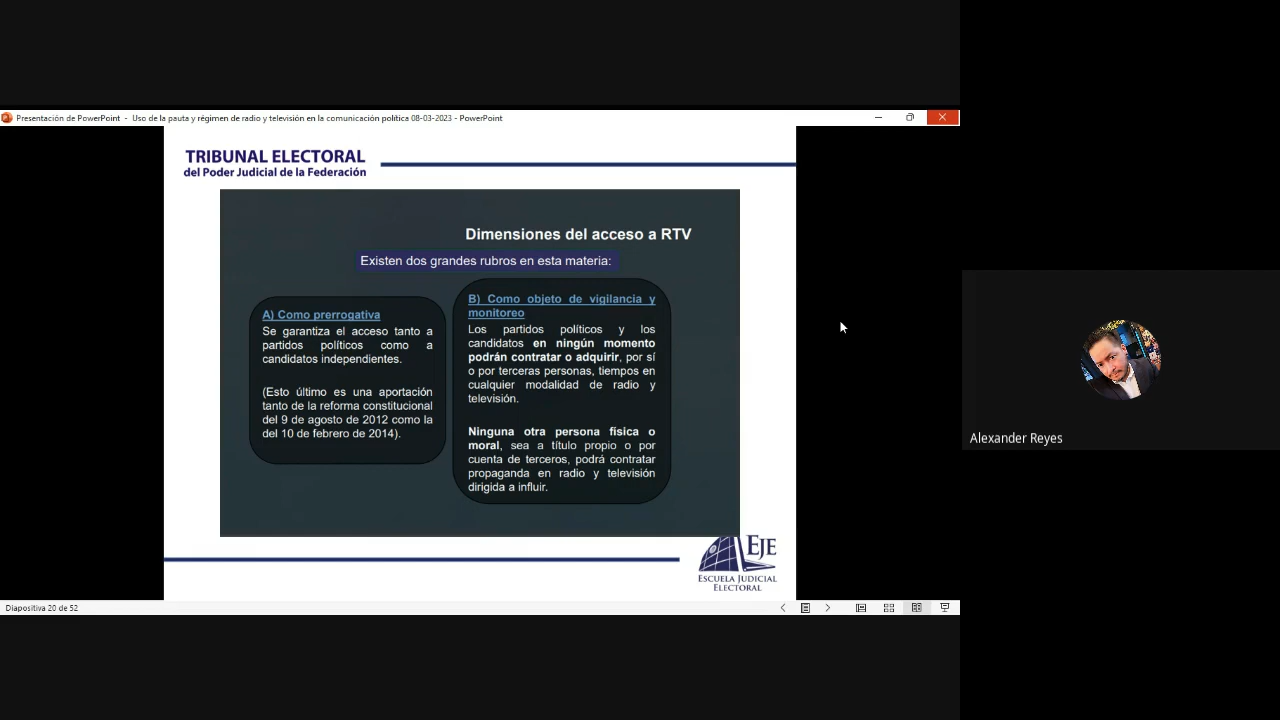 Presentación de PowerPoint - Uso de la pauta y régimen de radio y televisión en la comunicación política 08-03-2023 - PowerPoint
TRIBUNAL ELECTORAL
del Poder Judicial de la Federación
Dimensiones del acceso a RTV
Existen dos grandes rubros en esta materia:
A) Como prerrogativa
Se garantiza el acceso tanto a
partidos políticos como a
candidatos independientes.
(Esto último es una aportación
tanto de la reforma constitucional
del 9 de agosto de 2012 como la
del 10 de febrero de 2014).
B) Como objeto de vigilancia y
monitoreo
Los partidos políticos y los
candidatos en ningún momento
podrán contratar o adquirir, por sí
o por terceras personas, tiempos en
cualquier modalidad de radio y
televisión.
Ninguna otra persona física o
moral, sea a título propio o por
cuenta de terceros, podrá contratar
propaganda en radio y televisión
dirigida a influir.
EJE
ESCUELA JUDICIAL
ELECTORAL
Diapositiva 20 de 52
Alexander Reyes